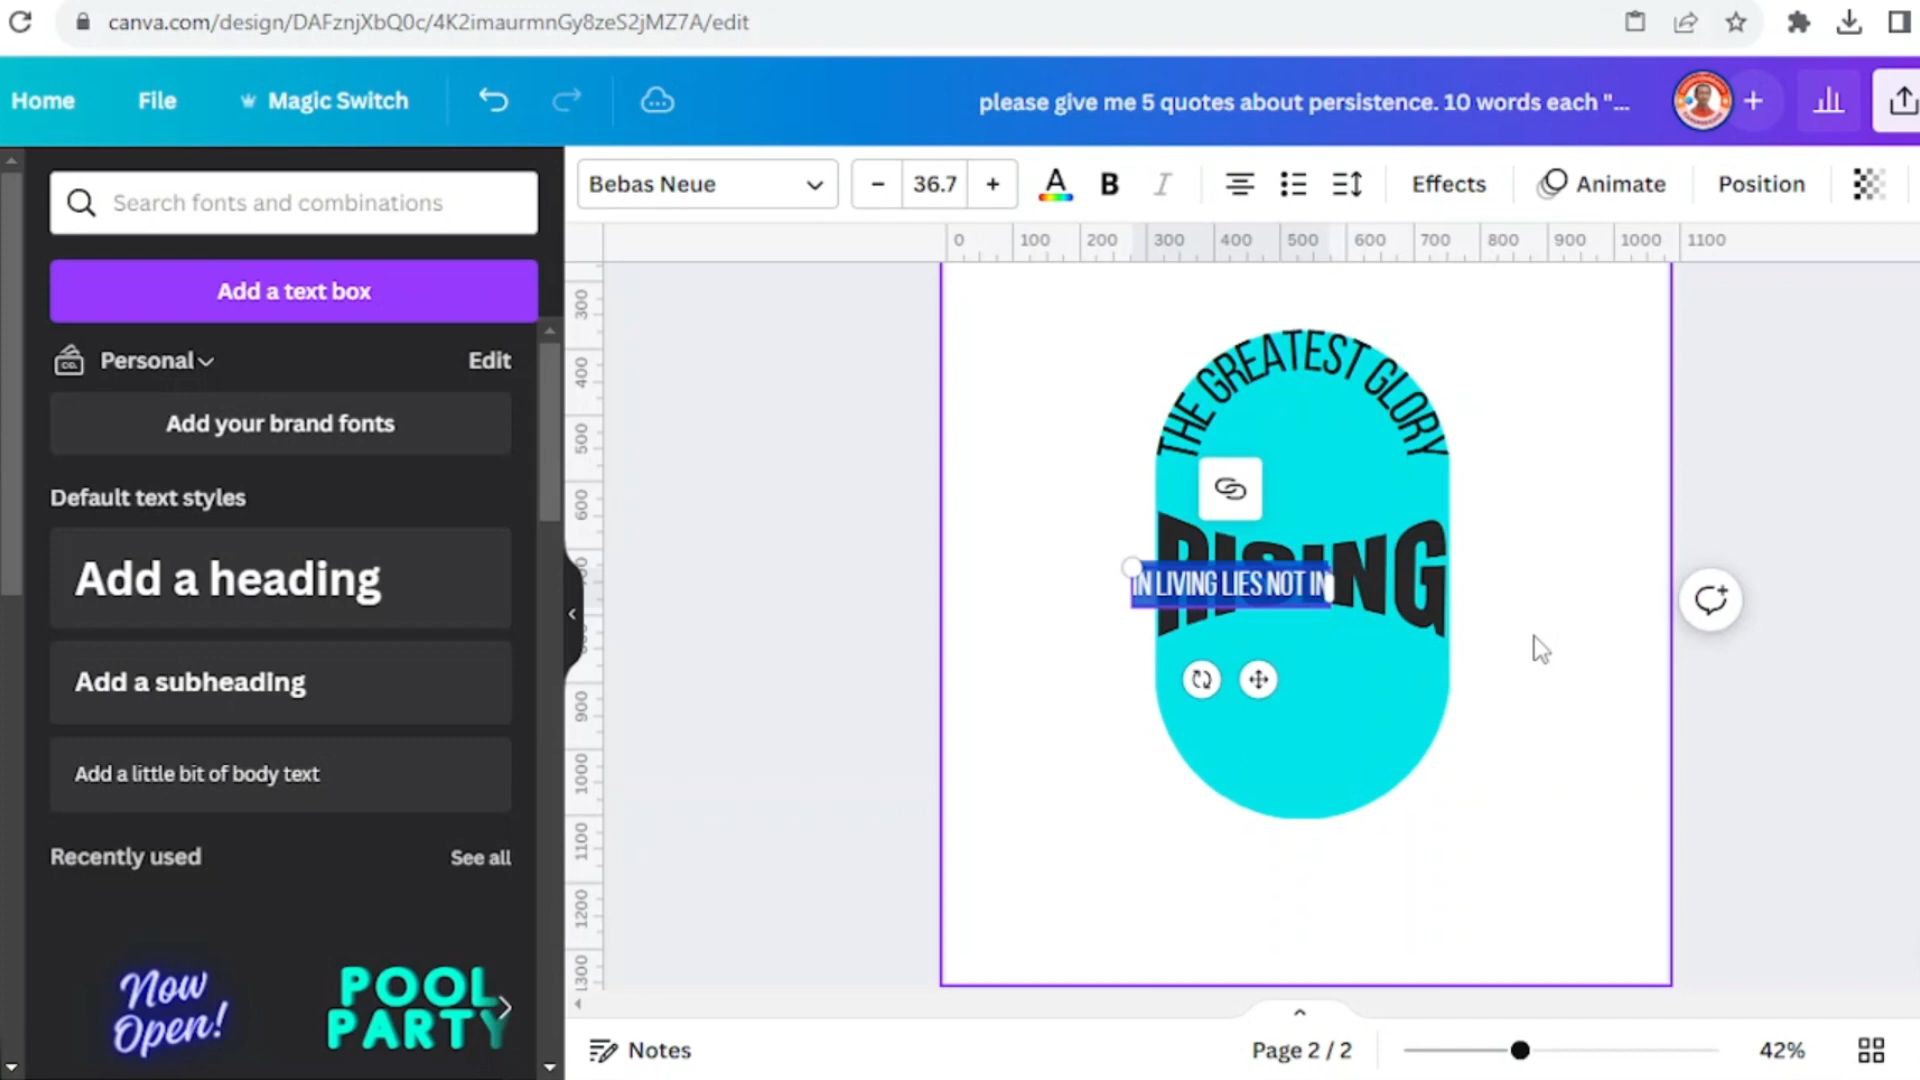 canva.com/design/DAFznjXbQ0c/4K2imaurmnGy8zeS2jMZ7A/edit
Home File Magic Switch please give me 5 quotes about persistence. 10 words each "...
Search fonts and combinations
Bebas Neue 36.7 A B I Effects Animate Position
0 100 200 300 400 500 600 700 800 900 1000 1100
Add a text box
Personal Edit
Add your brand fonts
Default text styles
Add a heading
Add a subheading
Add a little bit of body text
Recently used See all
Now Open!
POOL PARTY
300
400
500
600
900
1000
1100
1200
1300
THE GREATEST GLORY
RISING
IN LIVING LIES NOT IN
Notes Page 2 / 2 42%